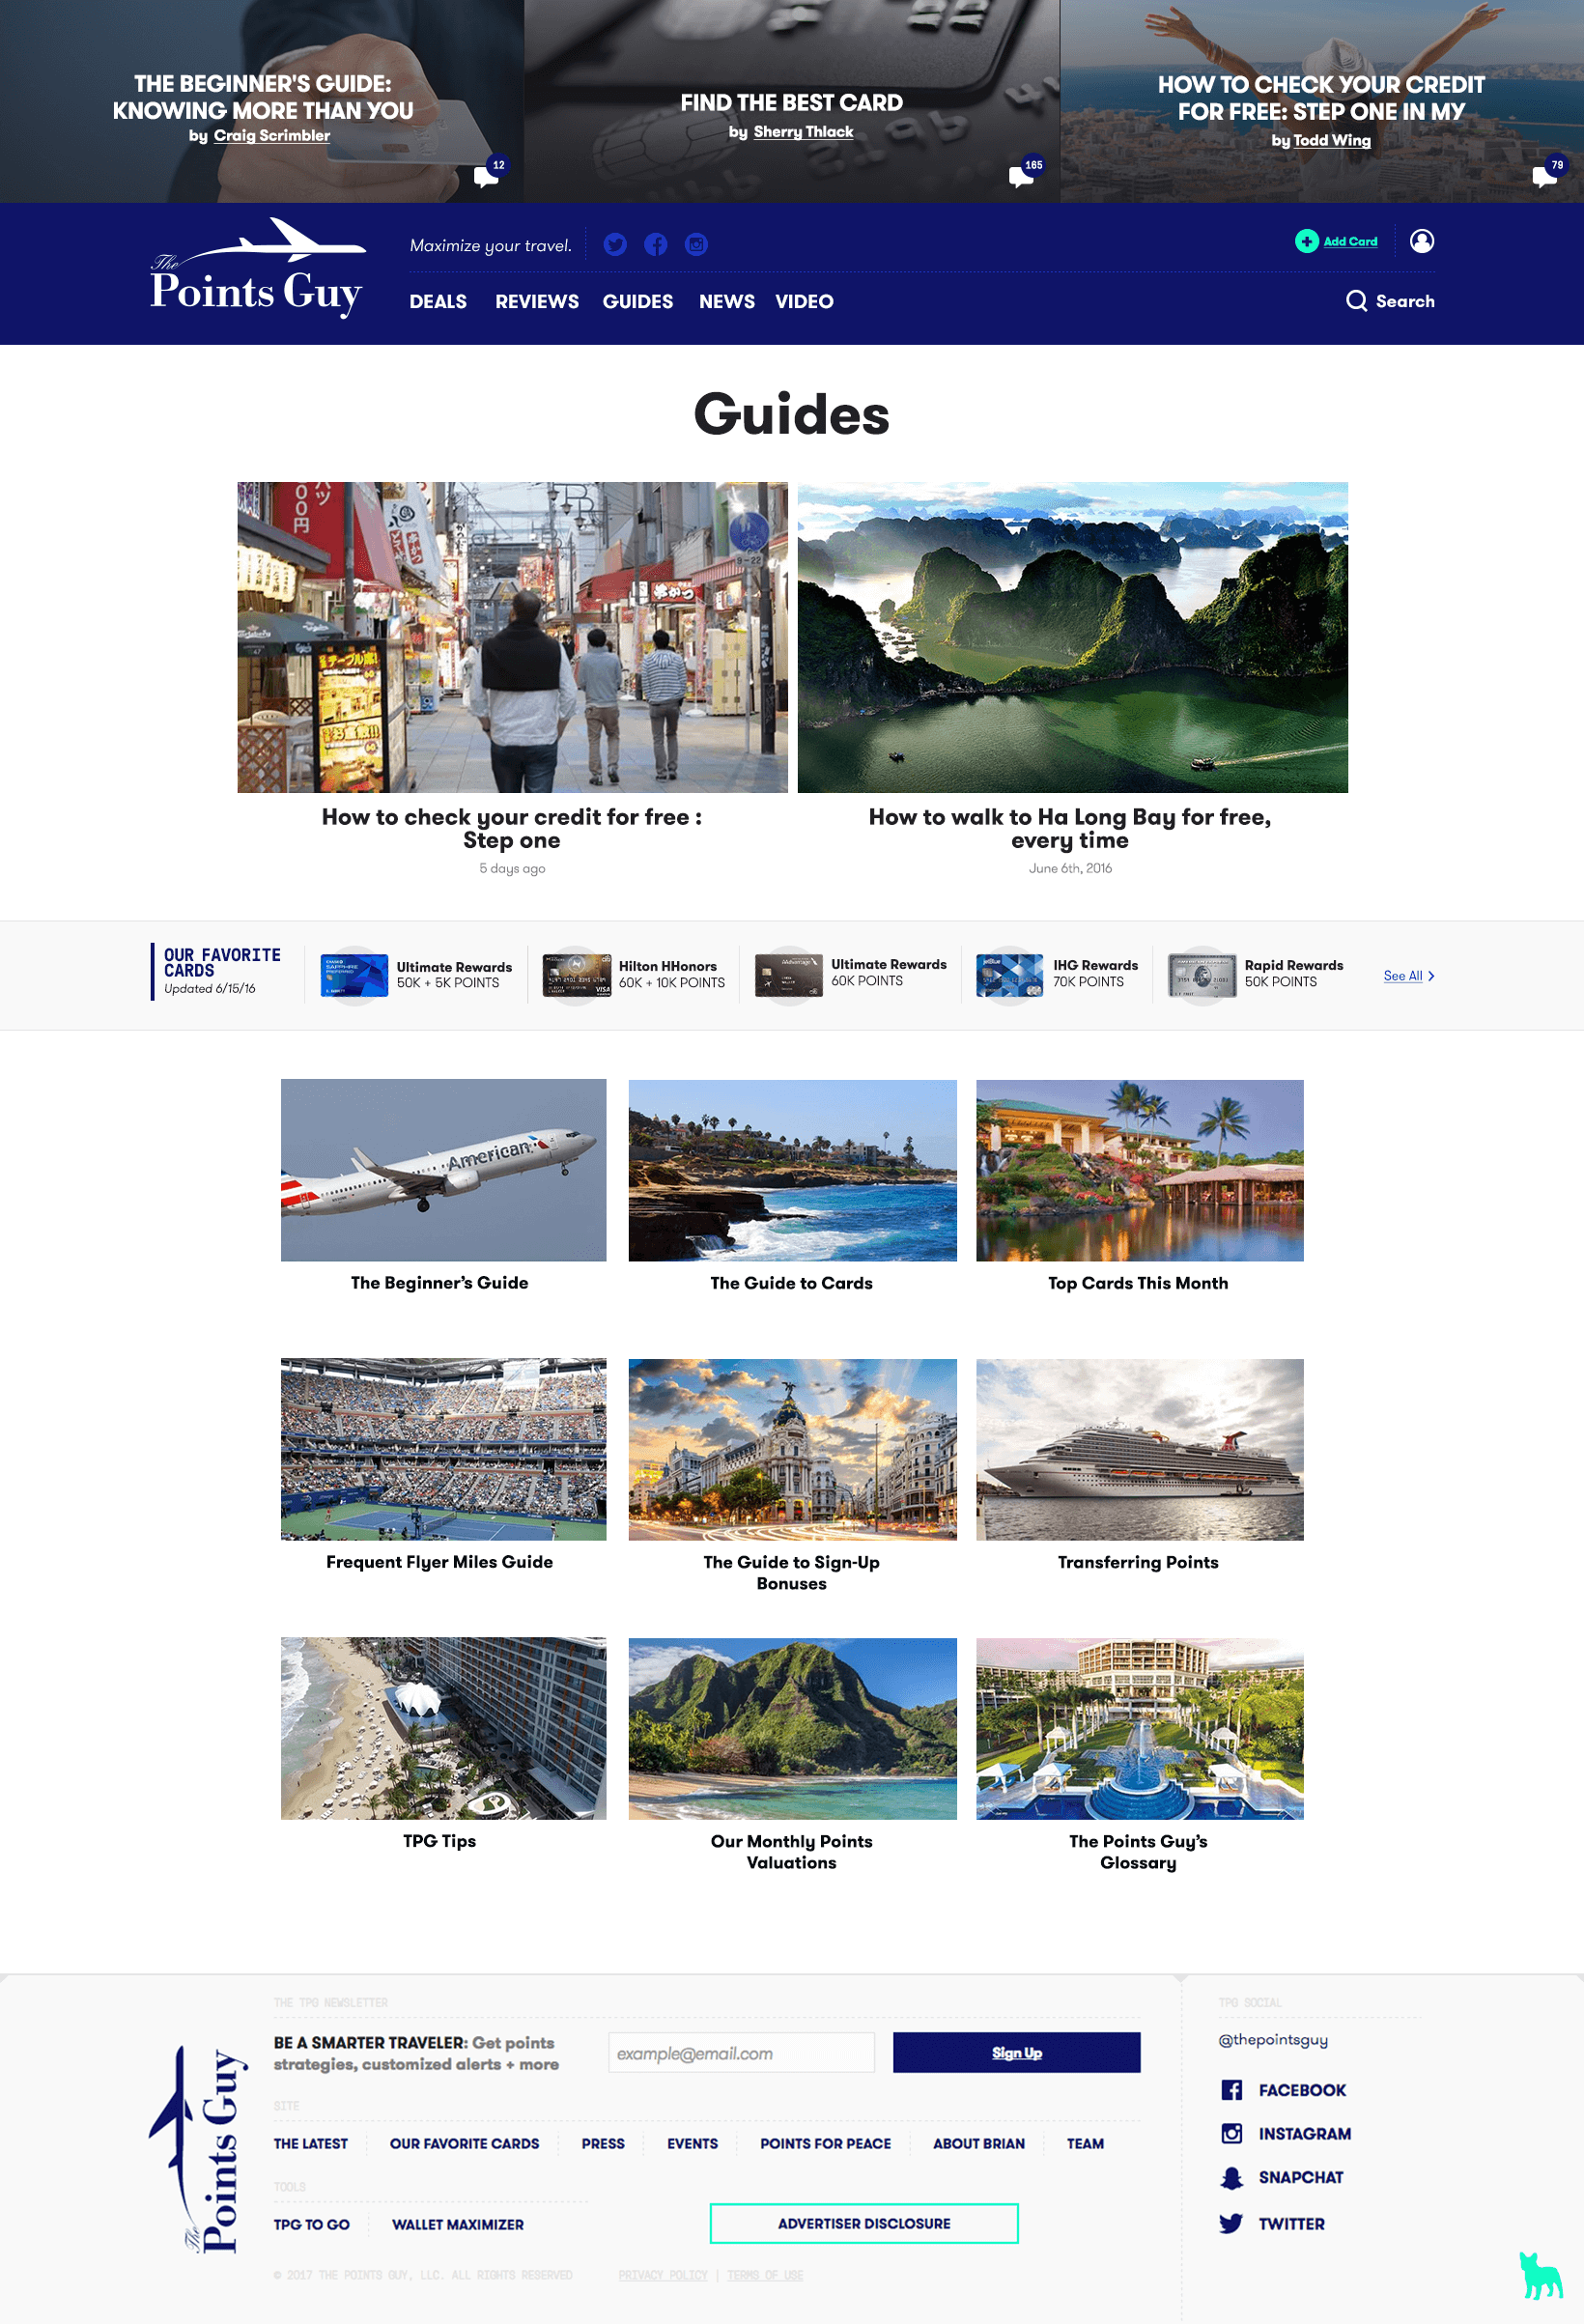 THE BEGINNER'S GUIDE:
KNOWING MORE THAN YOU
by Craig Scrimbler
12
FIND THE BEST CARD
by Sherry Thlack
165
HOW TO CHECK YOUR CREDIT
FOR FREE: STEP ONE IN MY
by Todd Wing
79
The
Points Guy
Maximize your travel.
Add Card
DEALS REVIEWS GUIDES NEWS VIDEO
Search
Guides
How to check your credit for free :
Step one
5 days ago
How to walk to Ha Long Bay for free,
every time
June 6th, 2016
OUR FAVORITE
CARDS
Updated 6/15/16
Ultimate Rewards
50K + 5K POINTS
Hilton HHonors
60K + 10K POINTS
Ultimate Rewards
60K POINTS
IHG Rewards
70K POINTS
Rapid Rewards
50K POINTS
See All
American
The Beginner’s Guide
The Guide to Cards
Top Cards This Month
Frequent Flyer Miles Guide
The Guide to Sign-Up
Bonuses
Transferring Points
TPG Tips
Our Monthly Points
Valuations
The Points Guy’s
Glossary
THE TPG NEWSLETTER
BE A SMARTER TRAVELER: Get points
strategies, customized alerts + more
example@email.com
Sign Up
SITE
THE LATEST OUR FAVORITE CARDS PRESS EVENTS POINTS FOR PEACE ABOUT BRIAN TEAM
TOOLS
TPG TO GO WALLET MAXIMIZER
ADVERTISER DISCLOSURE
© 2017 THE POINTS GUY, LLC. ALL RIGHTS RESERVED PRIVACY POLICY | TERMS OF USE
The
Points Guy
TPG SOCIAL
@thepointsguy
FACEBOOK
INSTAGRAM
SNAPCHAT
TWITTER